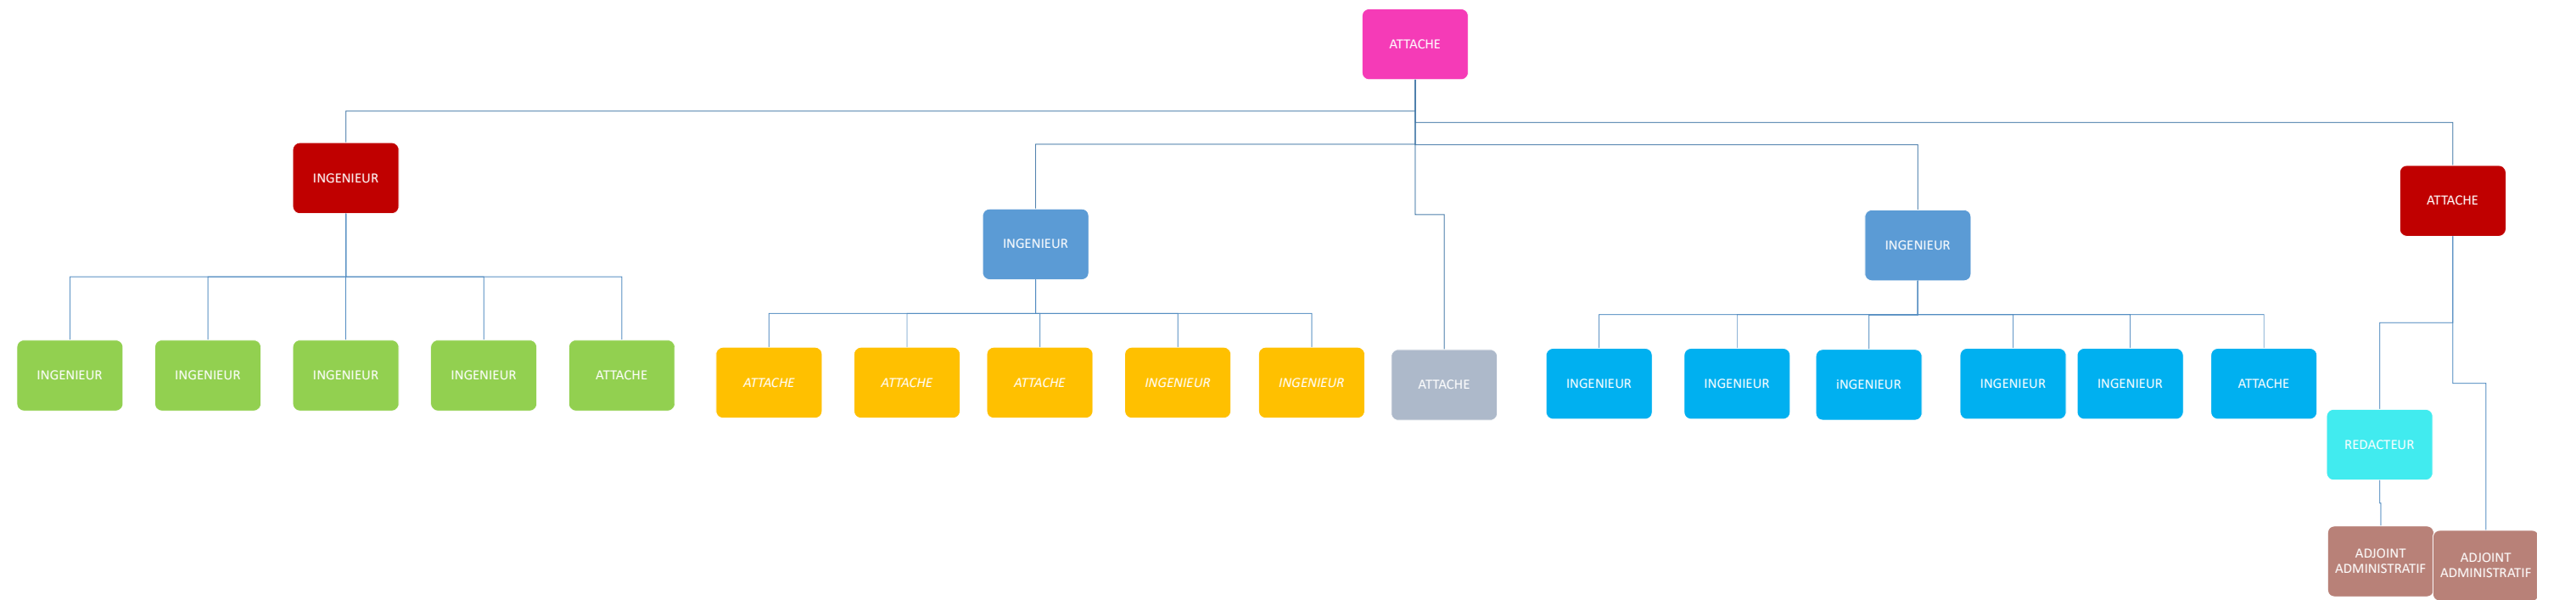 ATTACHE
INGENIEUR
ATTACHE
INGENIEUR
INGENIEUR
INGENIEUR
INGENIEUR
INGENIEUR
INGENIEUR
ATTACHE
ATTACHE
ATTACHE
ATTACHE
INGENIEUR
INGENIEUR
ATTACHE
INGENIEUR
INGENIEUR
iNGENIEUR
INGENIEUR
INGENIEUR
ATTACHE
REDACTEUR
ADJOINT
ADMINISTRATIF
ADJOINT
ADMINISTRATIF